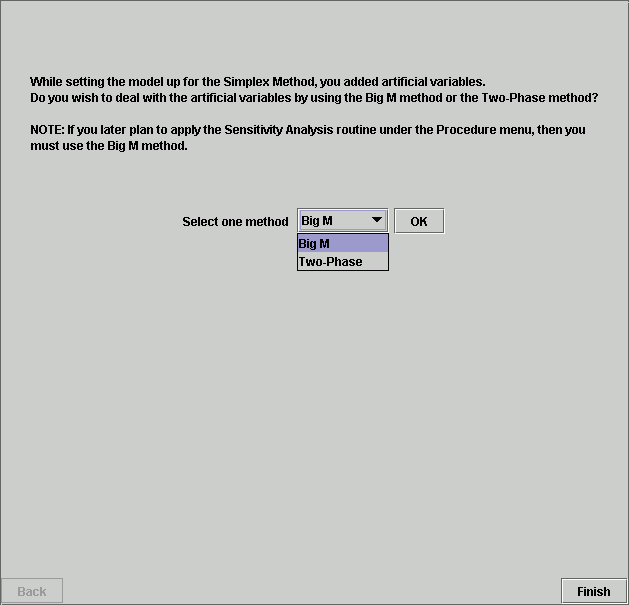 While setting the model up for the Simplex Method, you added artificial variables.
Do you wish to deal with the artificial variables by using the Big M method or the Two-Phase method?
NOTE: If you later plan to apply the Sensitivity Analysis routine under the Procedure menu, then you
must use the Big M method.
Select one method Big M OK
Big M
Two-Phase
Back Finish